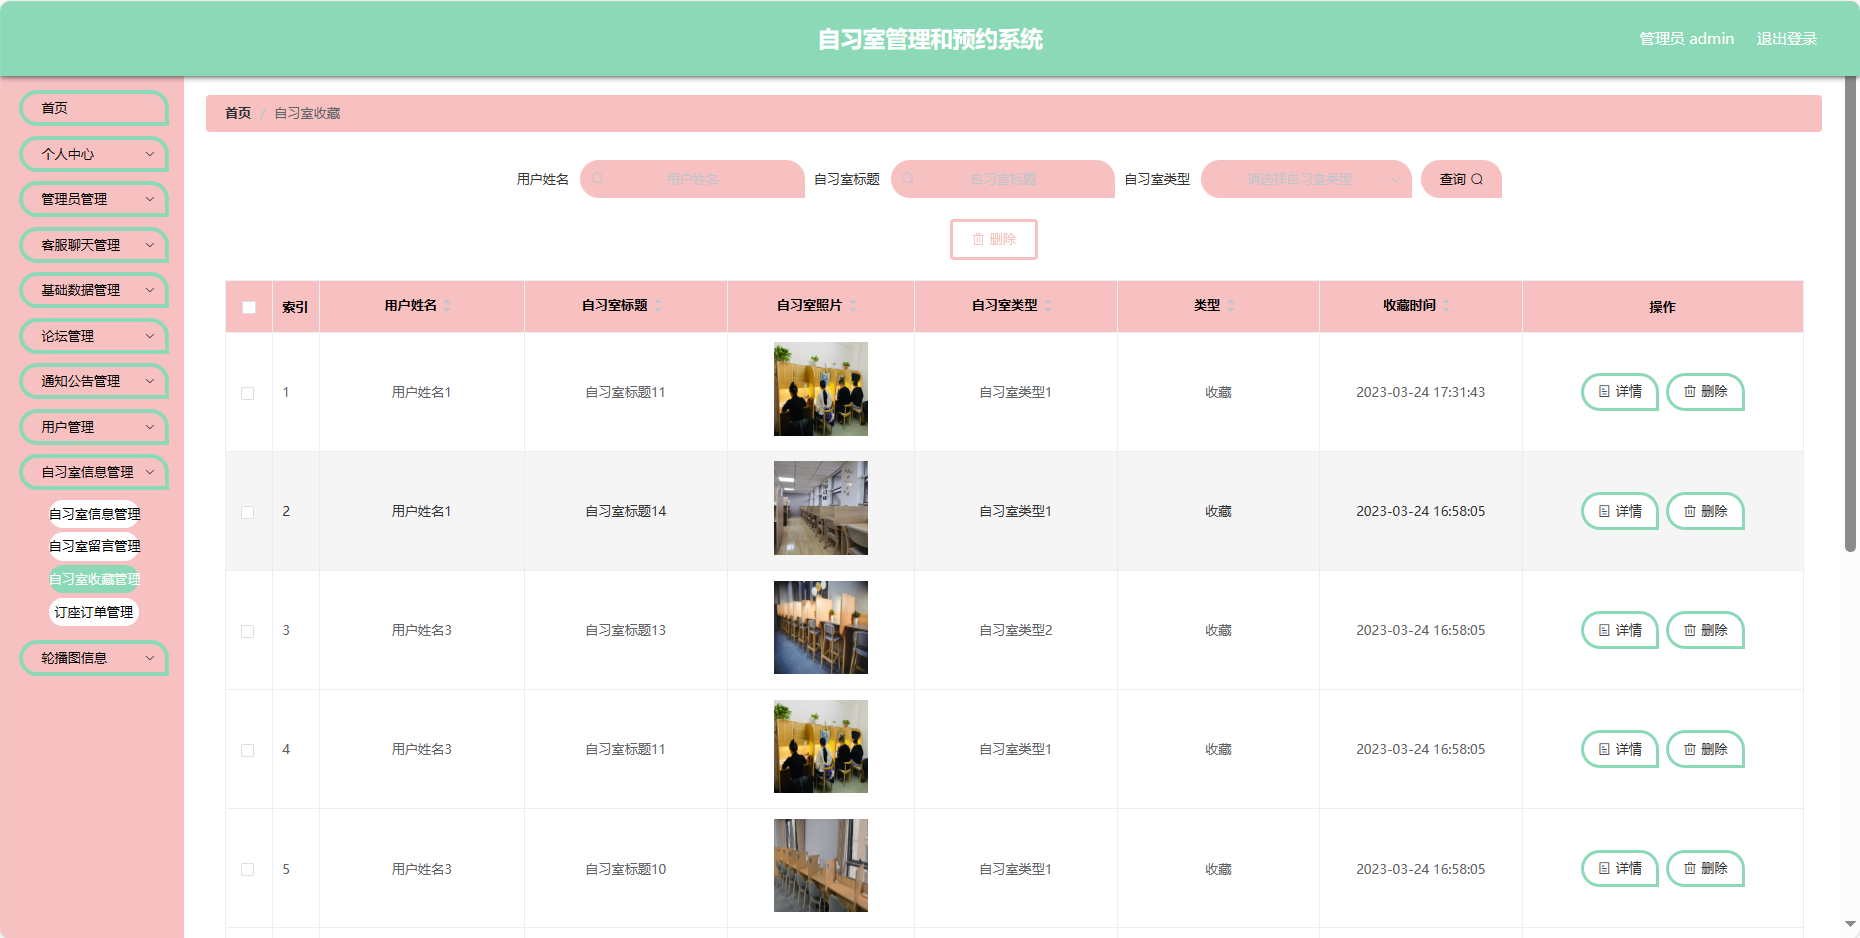 自习室管理和预约系统
管理员 admin 退出登录
首页
个人中心
管理员管理
客服聊天管理
基础数据管理
论坛管理
通知公告管理
用户管理
自习室信息管理
自习室信息管理
自习室留言管理
自习室收藏管理
订座订单管理
轮播图信息
首页 / 自习室收藏
用户姓名 用户姓名 自习室标题 自习室标题 自习室类型 请选择自习室类型 查询
删除
索引 用户姓名 自习室标题 自习室照片 自习室类型 类型 收藏时间 操作
1 用户姓名1 自习室标题11 自习室类型1 收藏 2023-03-24 17:31:43 详情 删除
2 用户姓名1 自习室标题14 自习室类型1 收藏 2023-03-24 16:58:05 详情 删除
3 用户姓名3 自习室标题13 自习室类型2 收藏 2023-03-24 16:58:05 详情 删除
4 用户姓名3 自习室标题11 自习室类型1 收藏 2023-03-24 16:58:05 详情 删除
5 用户姓名3 自习室标题10 自习室类型1 收藏 2023-03-24 16:58:05 详情 删除